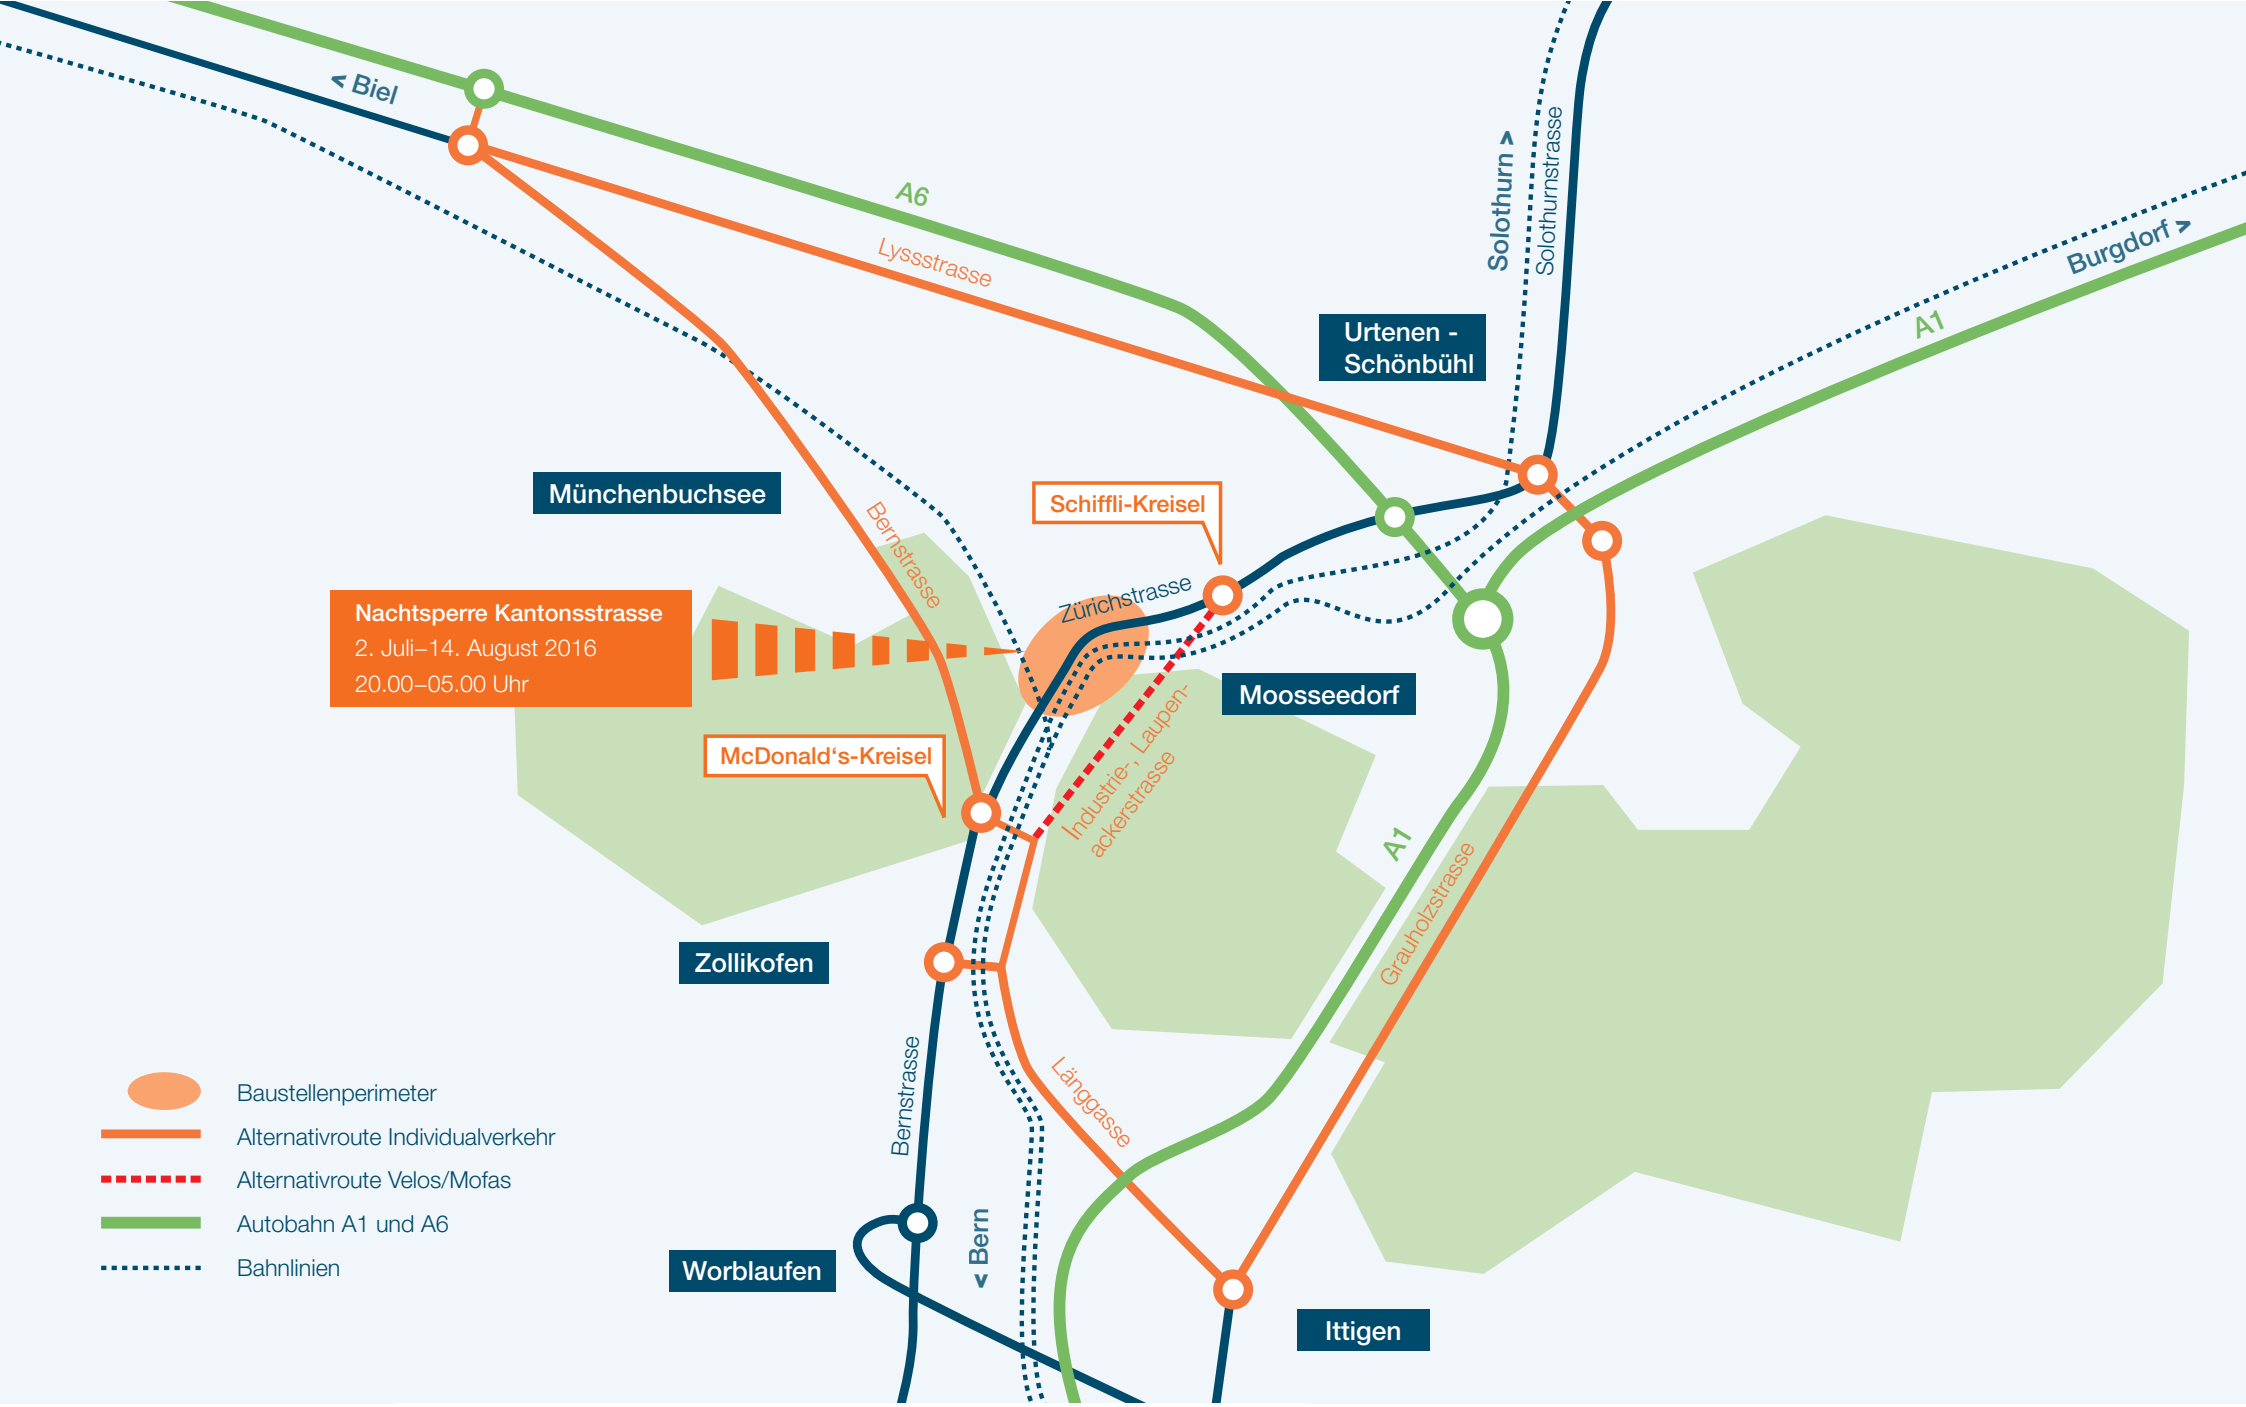 < Biel
A6
Lyssstrasse
Solothurn >
Solothurnstrasse
Burgdorf >
A1
Urtenen -
Schönbühl
Münchenbuchsee
Bernstrasse
Schiffli-Kreisel
Zürichstrasse
Nachtsperre Kantonsstrasse
2. Juli–14. August 2016
20.00–05.00 Uhr
Moosseedorf
McDonald‘s-Kreisel
Industrie-, Laupen-
ackerstrasse
A1
Grauholzstrasse
Zollikofen
Bernstrasse
Länggasse
< Bern
Worblaufen
Ittigen
Baustellenperimeter
Alternativroute Individualverkehr
Alternativroute Velos/Mofas
Autobahn A1 und A6
Bahnlinien